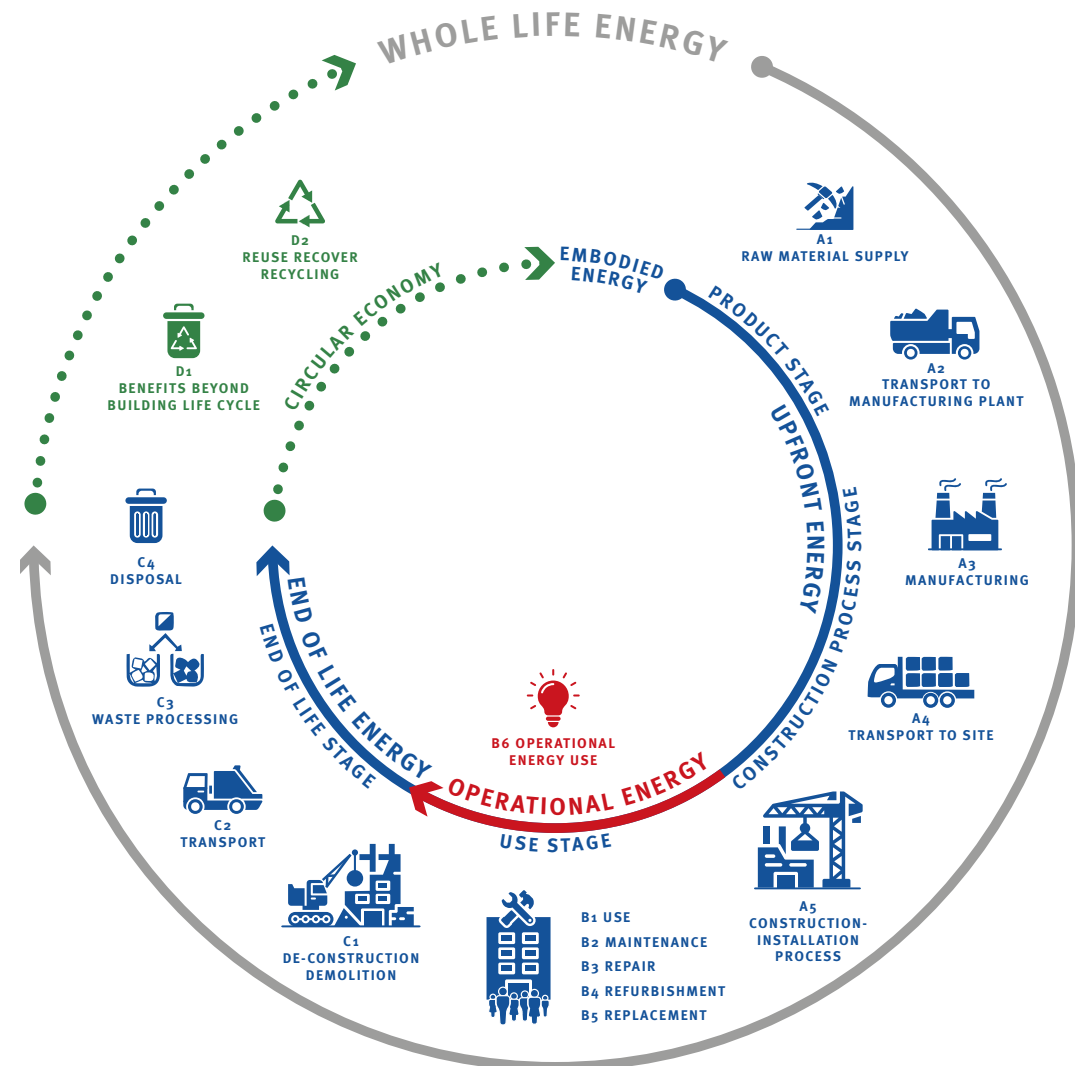 WHOLE LIFE ENERGY
EMBODIED
ENERGY
PRODUCT STAGE
UPFRONT ENERGY
CONSTRUCTION PROCESS STAGE
A1
RAW MATERIAL SUPPLY
A2
TRANSPORT TO
MANUFACTURING PLANT
A3
MANUFACTURING
A4
TRANSPORT TO SITE
A5
CONSTRUCTION-
INSTALLATION
PROCESS
B6 OPERATIONAL
ENERGY USE
OPERATIONAL ENERGY
USE STAGE
B1 USE
B2 MAINTENANCE
B3 REPAIR
B4 REFURBISHMENT
B5 REPLACEMENT
END OF LIFE ENERGY
END OF LIFE STAGE
C1
DE-CONSTRUCTION
DEMOLITION
C2
TRANSPORT
C3
WASTE PROCESSING
C4
DISPOSAL
CIRCULAR ECONOMY
D1
BENEFITS BEYOND
BUILDING LIFE CYCLE
D2
REUSE RECOVER
RECYCLING